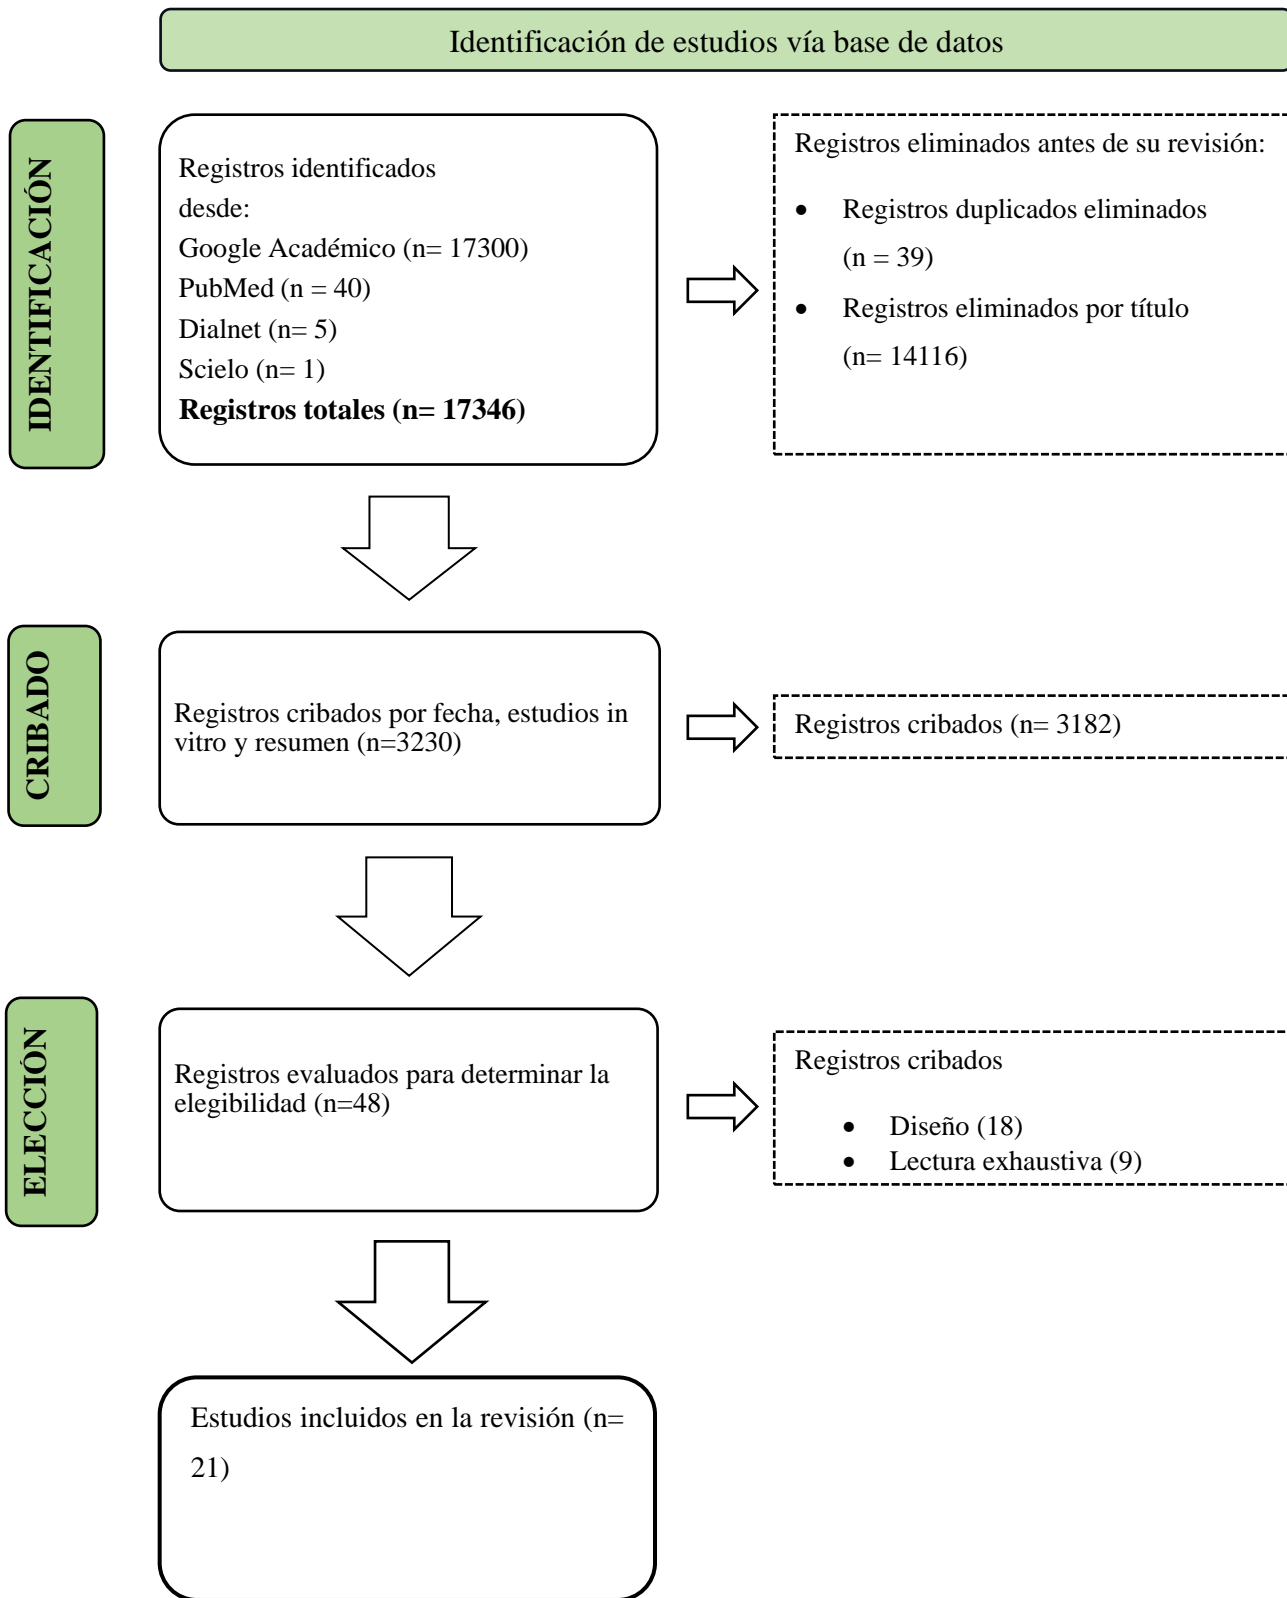 Identificación de estudios vía base de datos
IDENTIFICACIÓN
Registros identificados
desde:
Google Académico (n= 17300)
PubMed (n = 40)
Dialnet (n= 5)
Scielo (n= 1)
Registros totales (n= 17346)
Registros eliminados antes de su revisión:
• Registros duplicados eliminados
(n = 39)
• Registros eliminados por título
(n= 14116)
CRIBADO
Registros cribados por fecha, estudios in
vitro y resumen (n=3230)
Registros cribados (n= 3182)
ELECCIÓN
Registros evaluados para determinar la
elegibilidad (n=48)
Registros cribados
• Diseño (18)
• Lectura exhaustiva (9)
Estudios incluidos en la revisión (n=
21)